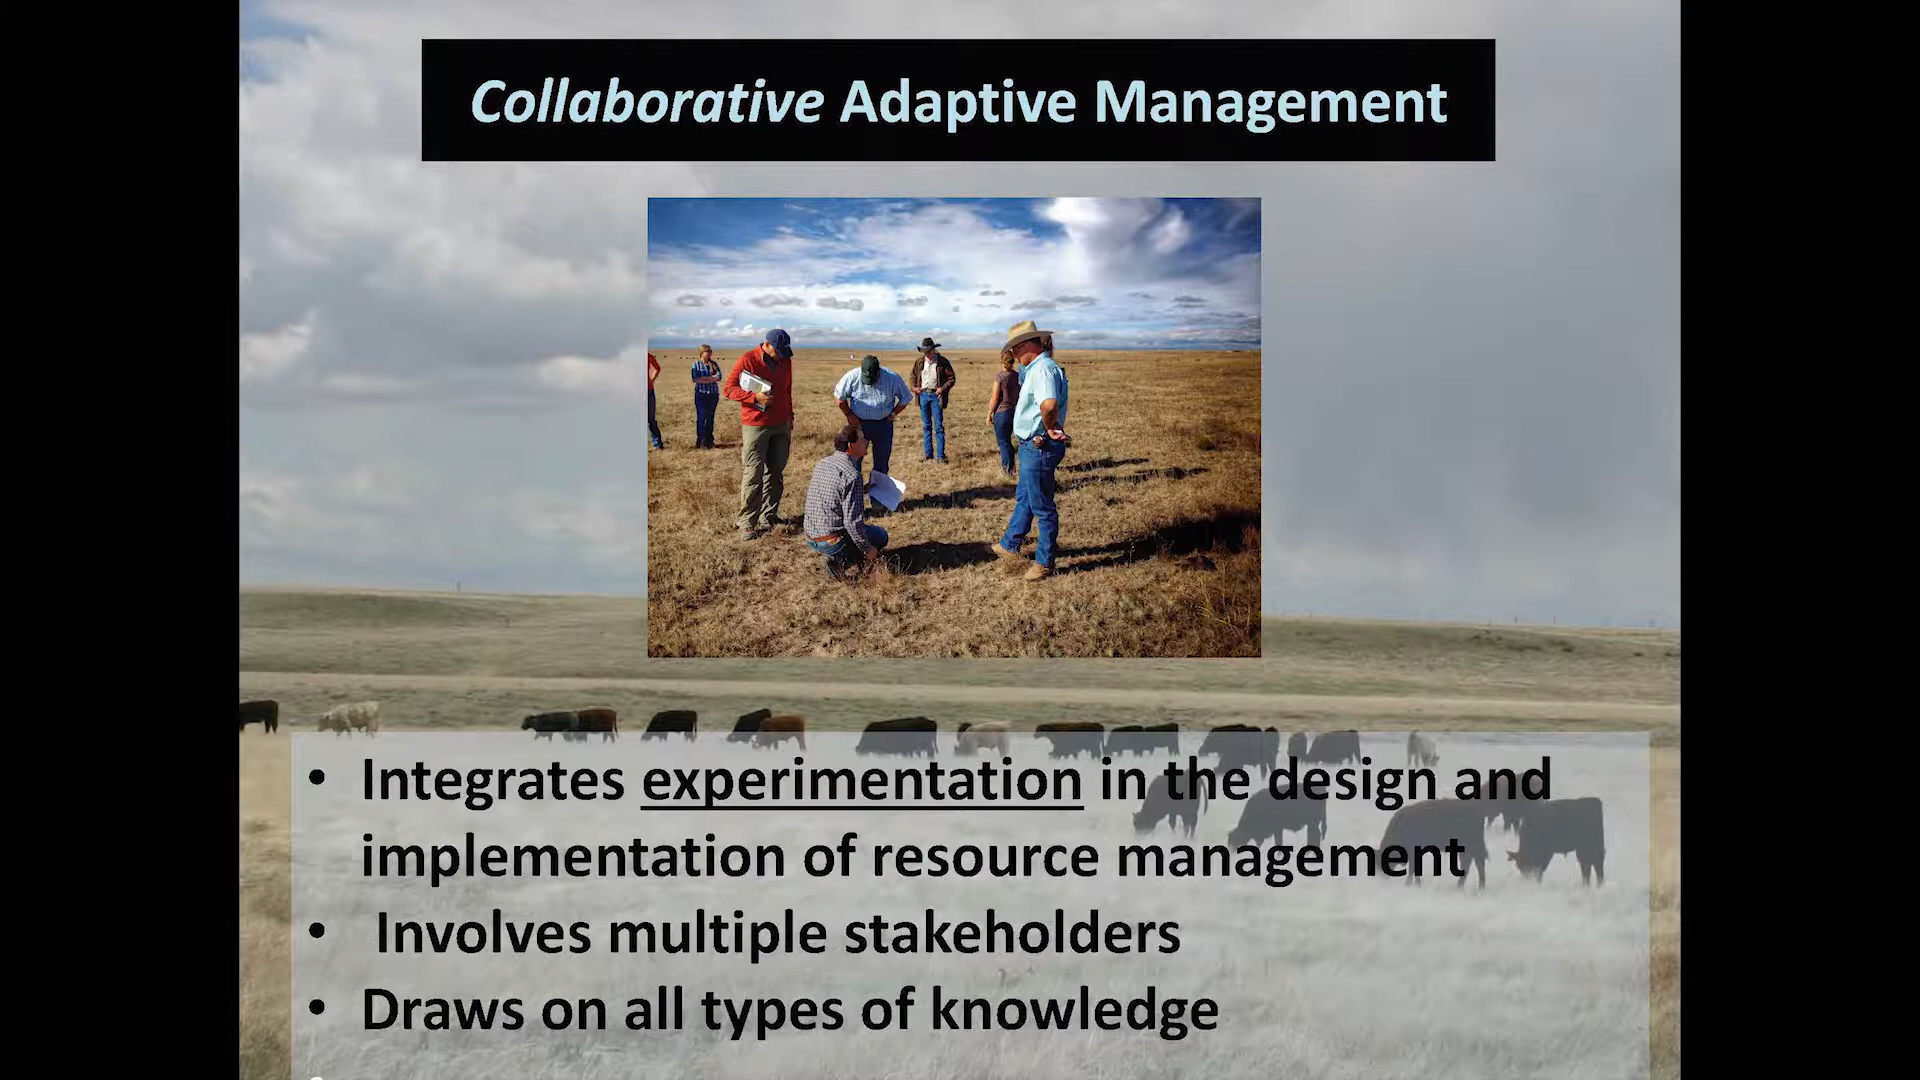 Collaborative Adaptive Management
• Integrates experimentation in the design and
implementation of resource management
• Involves multiple stakeholders
• Draws on all types of knowledge